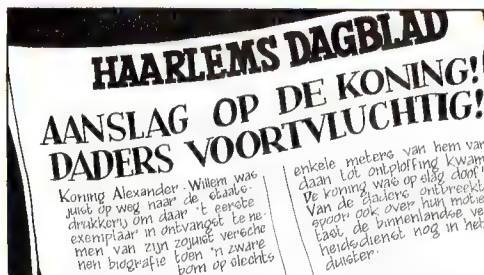 HAARLEMS DAGBLAD
AANSLAG OP DE KONING!
DADERS VOORTVLUCHTIG!
Koning Alexander-Willem was
juist op weg naar de staats-
drukkerij om daar 't eerste
exemplaar in ontvangst te ne-
men van zijn zojuist versche
nen biografie toen 'n zware
bom op slechts
enkele meters van hem van
daan tot ontploffing kwam
De koning was op slag dood!
Van de daders ontbreekt
spoor ook over hun motie
tast de binnenlandse ve
heidsdienst nog in het
duister.